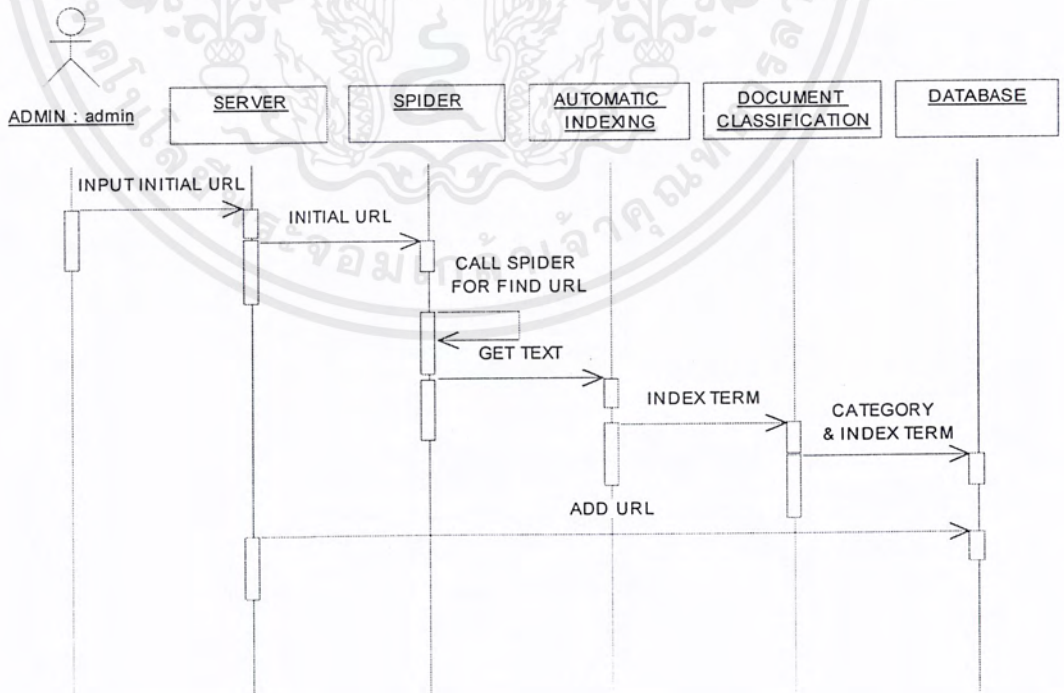 ADMIN : admin
SERVER
SPIDER
AUTOMATIC
INDEXING
DOCUMENT
CLASSIFICATION
DATABASE
INPUT INITIAL URL
INITIAL URL
CALL SPIDER
FOR FIND URL
GET TEXT
INDEX TERM
CATEGORY
& INDEX TERM
ADD URL